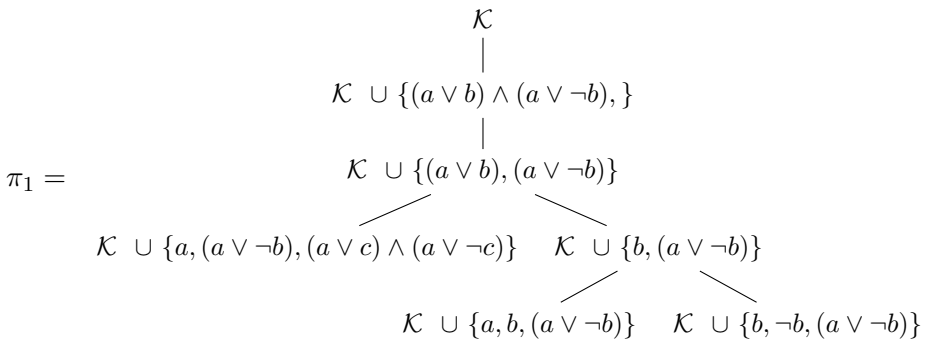 𝒦
𝒦 ∪ {(a ∨ b) ∧ (a ∨ ¬b), }
𝒦 ∪ {(a ∨ b), (a ∨ ¬b)}
π₁ =
𝒦 ∪ {a, (a ∨ ¬b), (a ∨ c) ∧ (a ∨ ¬c)} 𝒦 ∪ {b, (a ∨ ¬b)}
𝒦 ∪ {a, b, (a ∨ ¬b)} 𝒦 ∪ {b, ¬b, (a ∨ ¬b)}